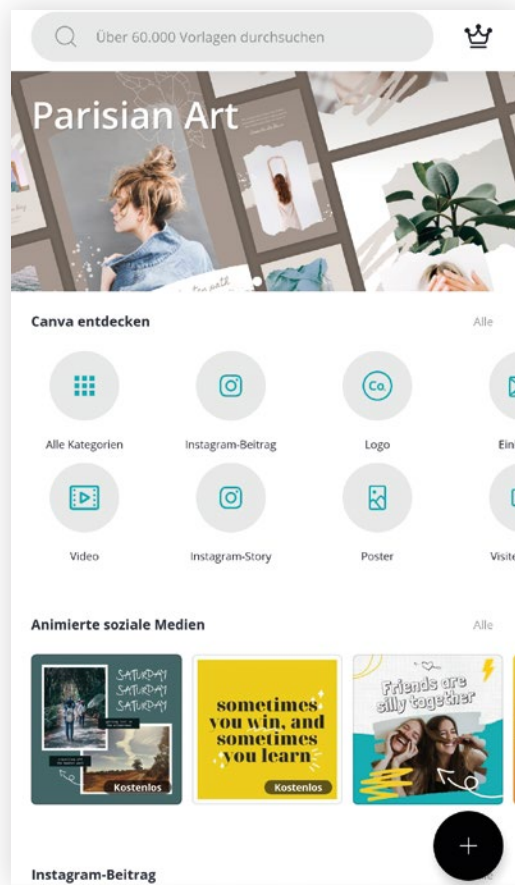 Über 60.000 Vorlagen durchsuchen
Parisian Art
Canva entdecken
Alle
Alle Kategorien
Instagram-Beitrag
Co.
Logo
Video
Instagram-Story
Poster
Animierte soziale Medien
Alle
SATURDAY
SATURDAY
SATURDAY
Kostenlos
sometimes
you win, and
sometimes
you learn
Kostenlos
Friends are
silly together
+
Instagram-Beitrag